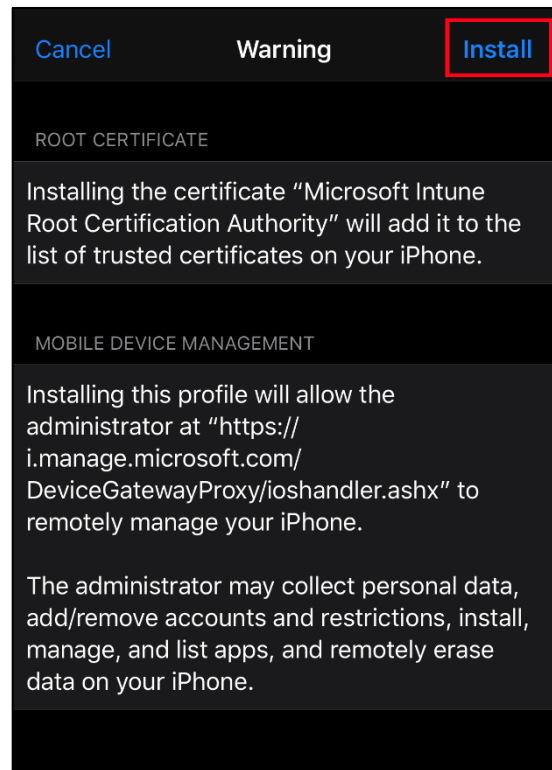 Cancel Warning Install
ROOT CERTIFICATE
Installing the certificate “Microsoft Intune
Root Certification Authority” will add it to the
list of trusted certificates on your iPhone.
MOBILE DEVICE MANAGEMENT
Installing this profile will allow the
administrator at “https://
i.manage.microsoft.com/
DeviceGatewayProxy/ioshandler.ashx” to
remotely manage your iPhone.
The administrator may collect personal data,
add/remove accounts and restrictions, install,
manage, and list apps, and remotely erase
data on your iPhone.